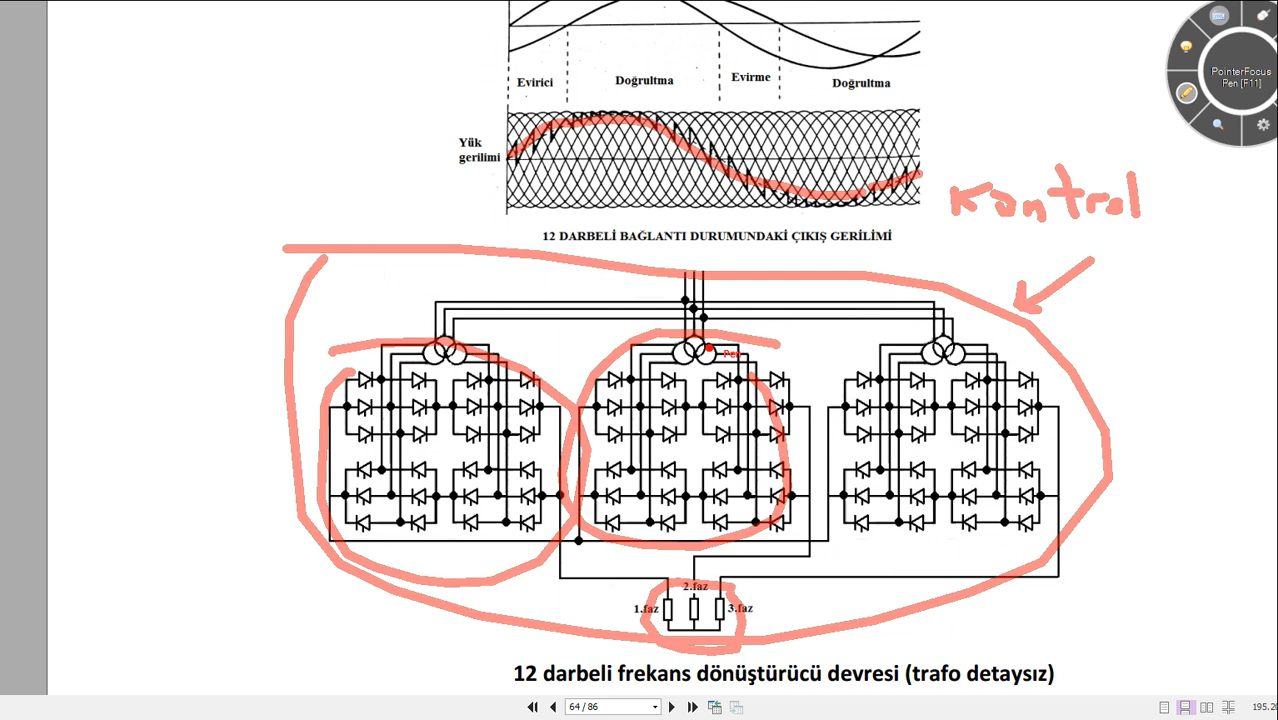 PointerFocus
Pen [F11]
Evirici
Doğrultma
Evirme
Doğrultma
Yük
gerilimi
Kontrol
12 DARBELİ BAĞLANTI DURUMUNDAKİ ÇIKIŞ GERİLİMİ
Pen
2.faz
1.faz
3.faz
12 darbeli frekans dönüştürücü devresi (trafo detaysız)
64 / 86